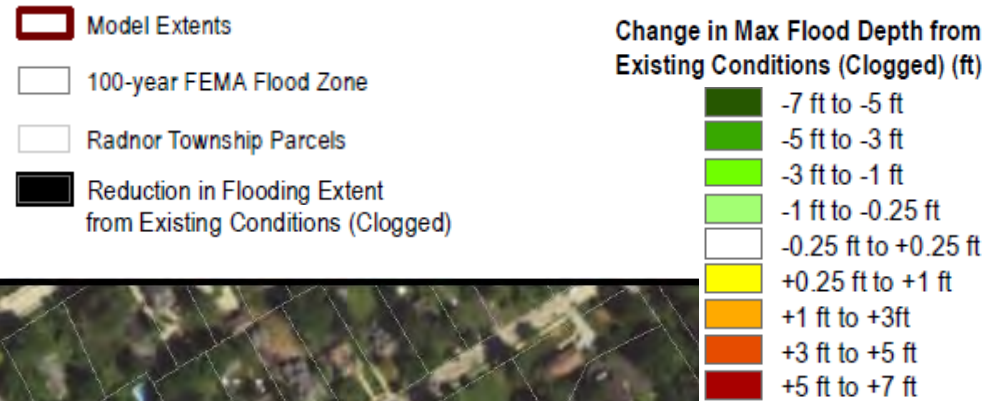 Model Extents
100-year FEMA Flood Zone
Radnor Township Parcels
Reduction in Flooding Extent
from Existing Conditions (Clogged)
Change in Max Flood Depth from
Existing Conditions (Clogged) (ft)
-7 ft to -5 ft
-5 ft to -3 ft
-3 ft to -1 ft
-1 ft to -0.25 ft
-0.25 ft to +0.25 ft
+0.25 ft to +1 ft
+1 ft to +3ft
+3 ft to +5 ft
+5 ft to +7 ft